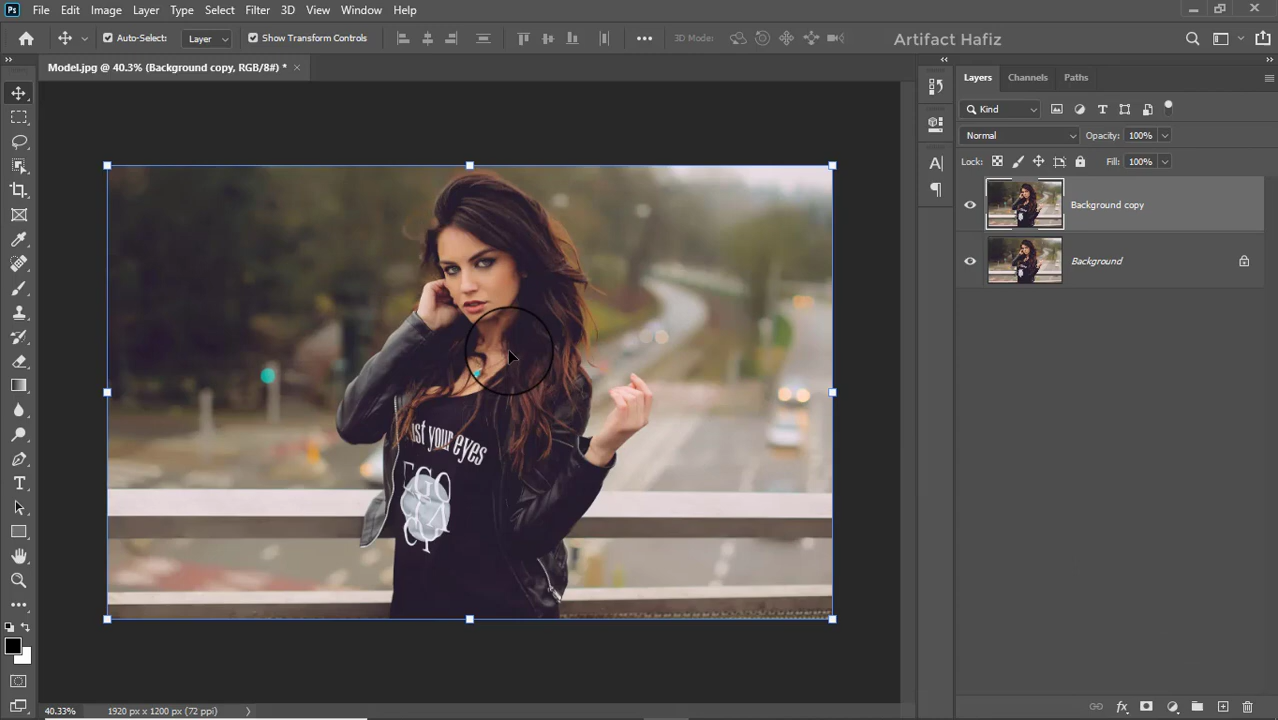 Ps File Edit Image Layer Type Select Filter 3D View Window Help
Auto-Select: Layer Show Transform Controls 3D Mode: Artifact Hafiz
Model.jpg @ 40.3% (Background copy, RGB/8#) *
Layers Channels Paths
Kind
Normal Opacity: 100%
Lock: Fill: 100%
Background copy
Background
your eyes
EGO
40.33% 1920 px x 1200 px (72 ppi)